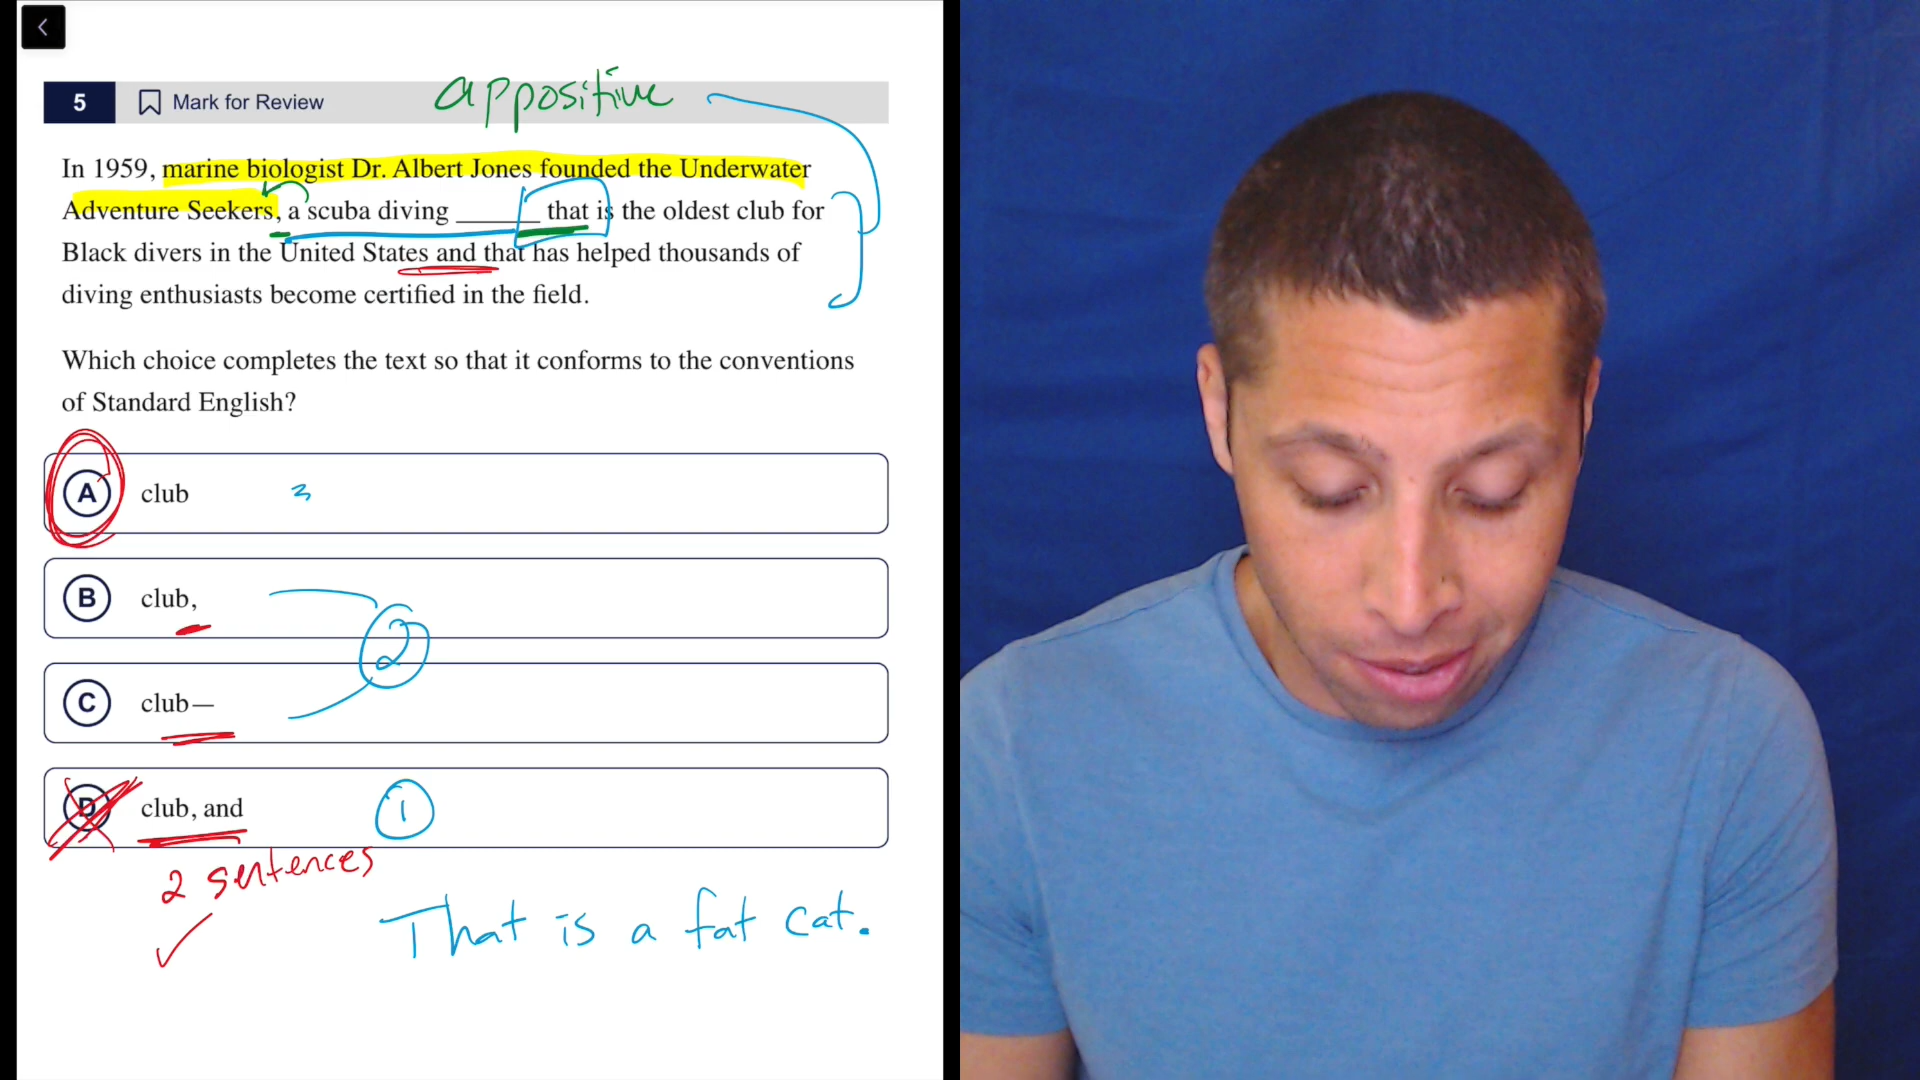 5 Mark for Review appositive
In 1959, marine biologist Dr. Albert Jones founded the Underwater
Adventure Seekers, a scuba diving ______ that is the oldest club for
Black divers in the United States and that has helped thousands of
diving enthusiasts become certified in the field.
Which choice completes the text so that it conforms to the conventions
of Standard English?
A club 3
B club,
2
C club—
D club, and 1
2 sentences
That is a fat cat.